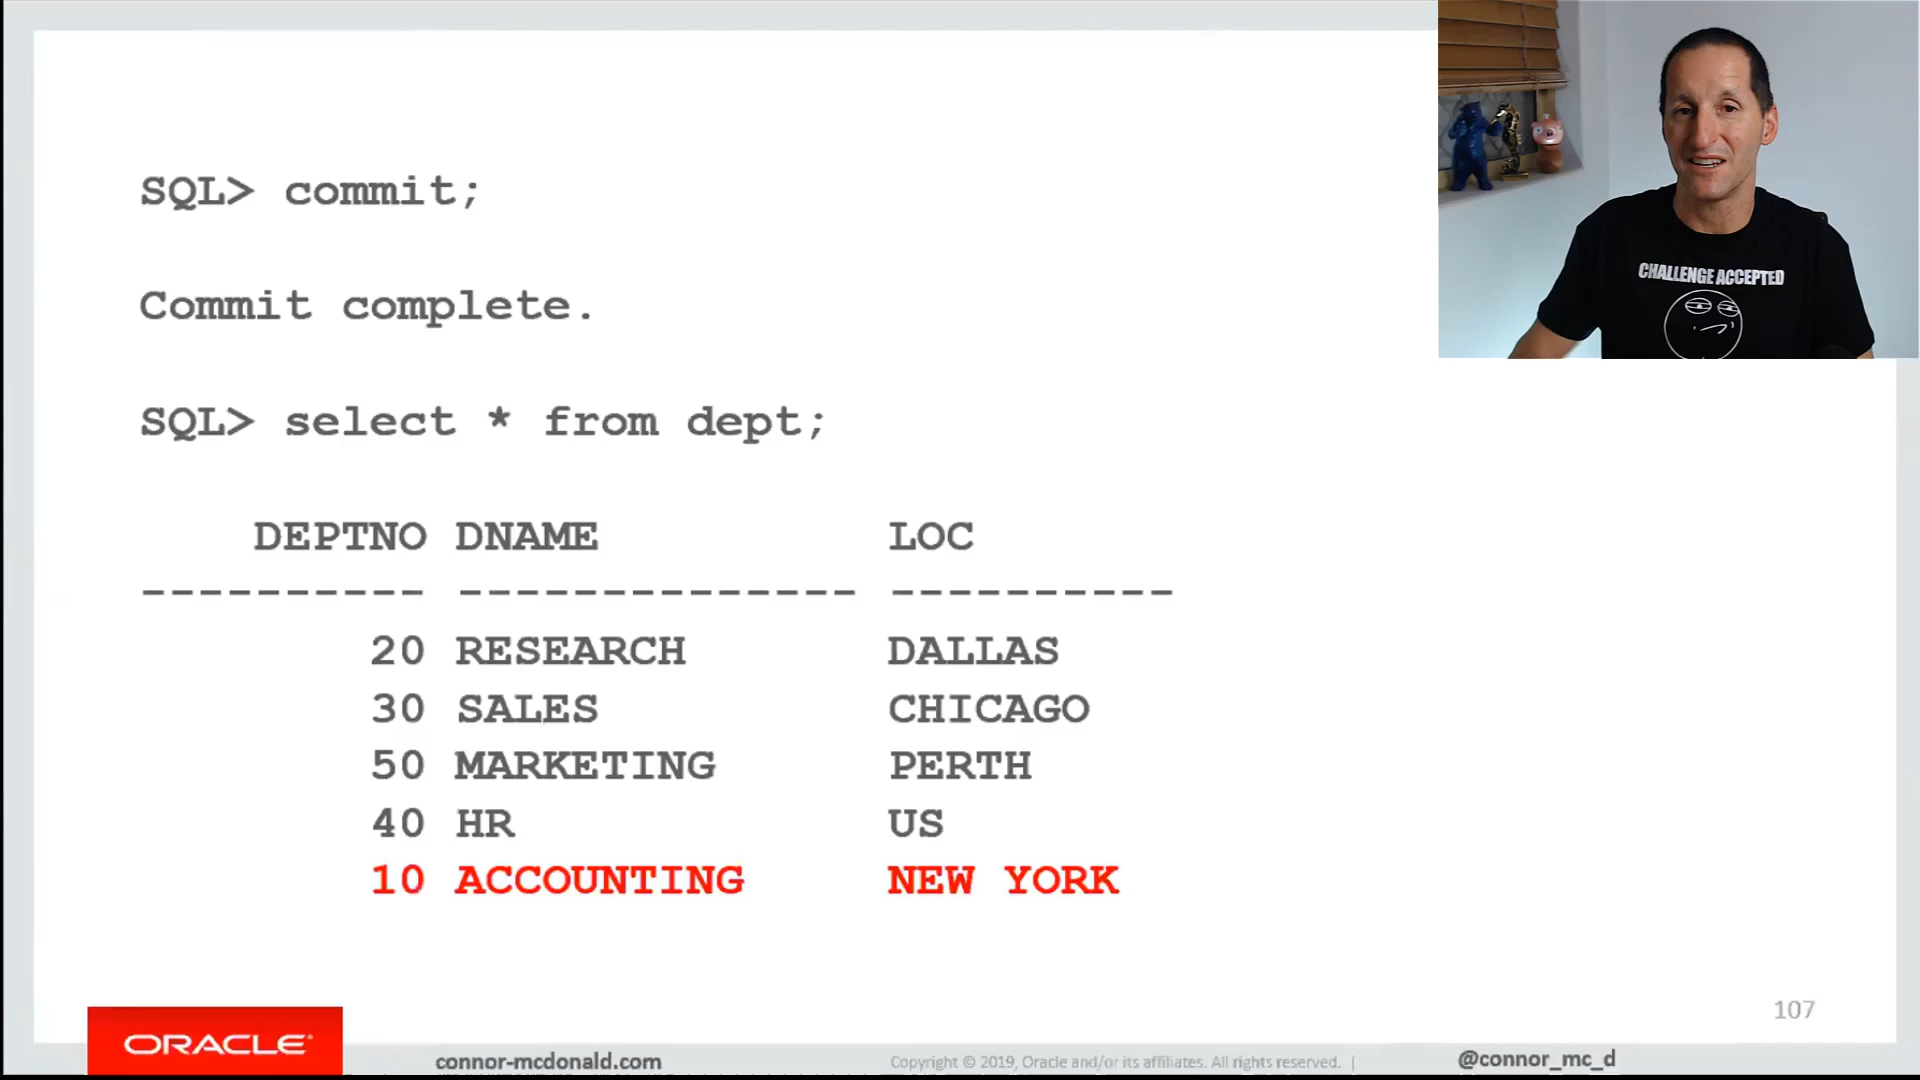 SQL> commit;
CHALLENGE ACCEPTED
Commit complete.
SQL> select * from dept;
DEPTNO DNAME LOC
---------- -------------- ----------
20 RESEARCH DALLAS
30 SALES CHICAGO
50 MARKETING PERTH
40 HR US
10 ACCOUNTING NEW YORK
107
ORACLE®
connor-mcdonald.com
Copyright © 2019, Oracle and/or its affiliates. All rights reserved. |
@connor_mc_d